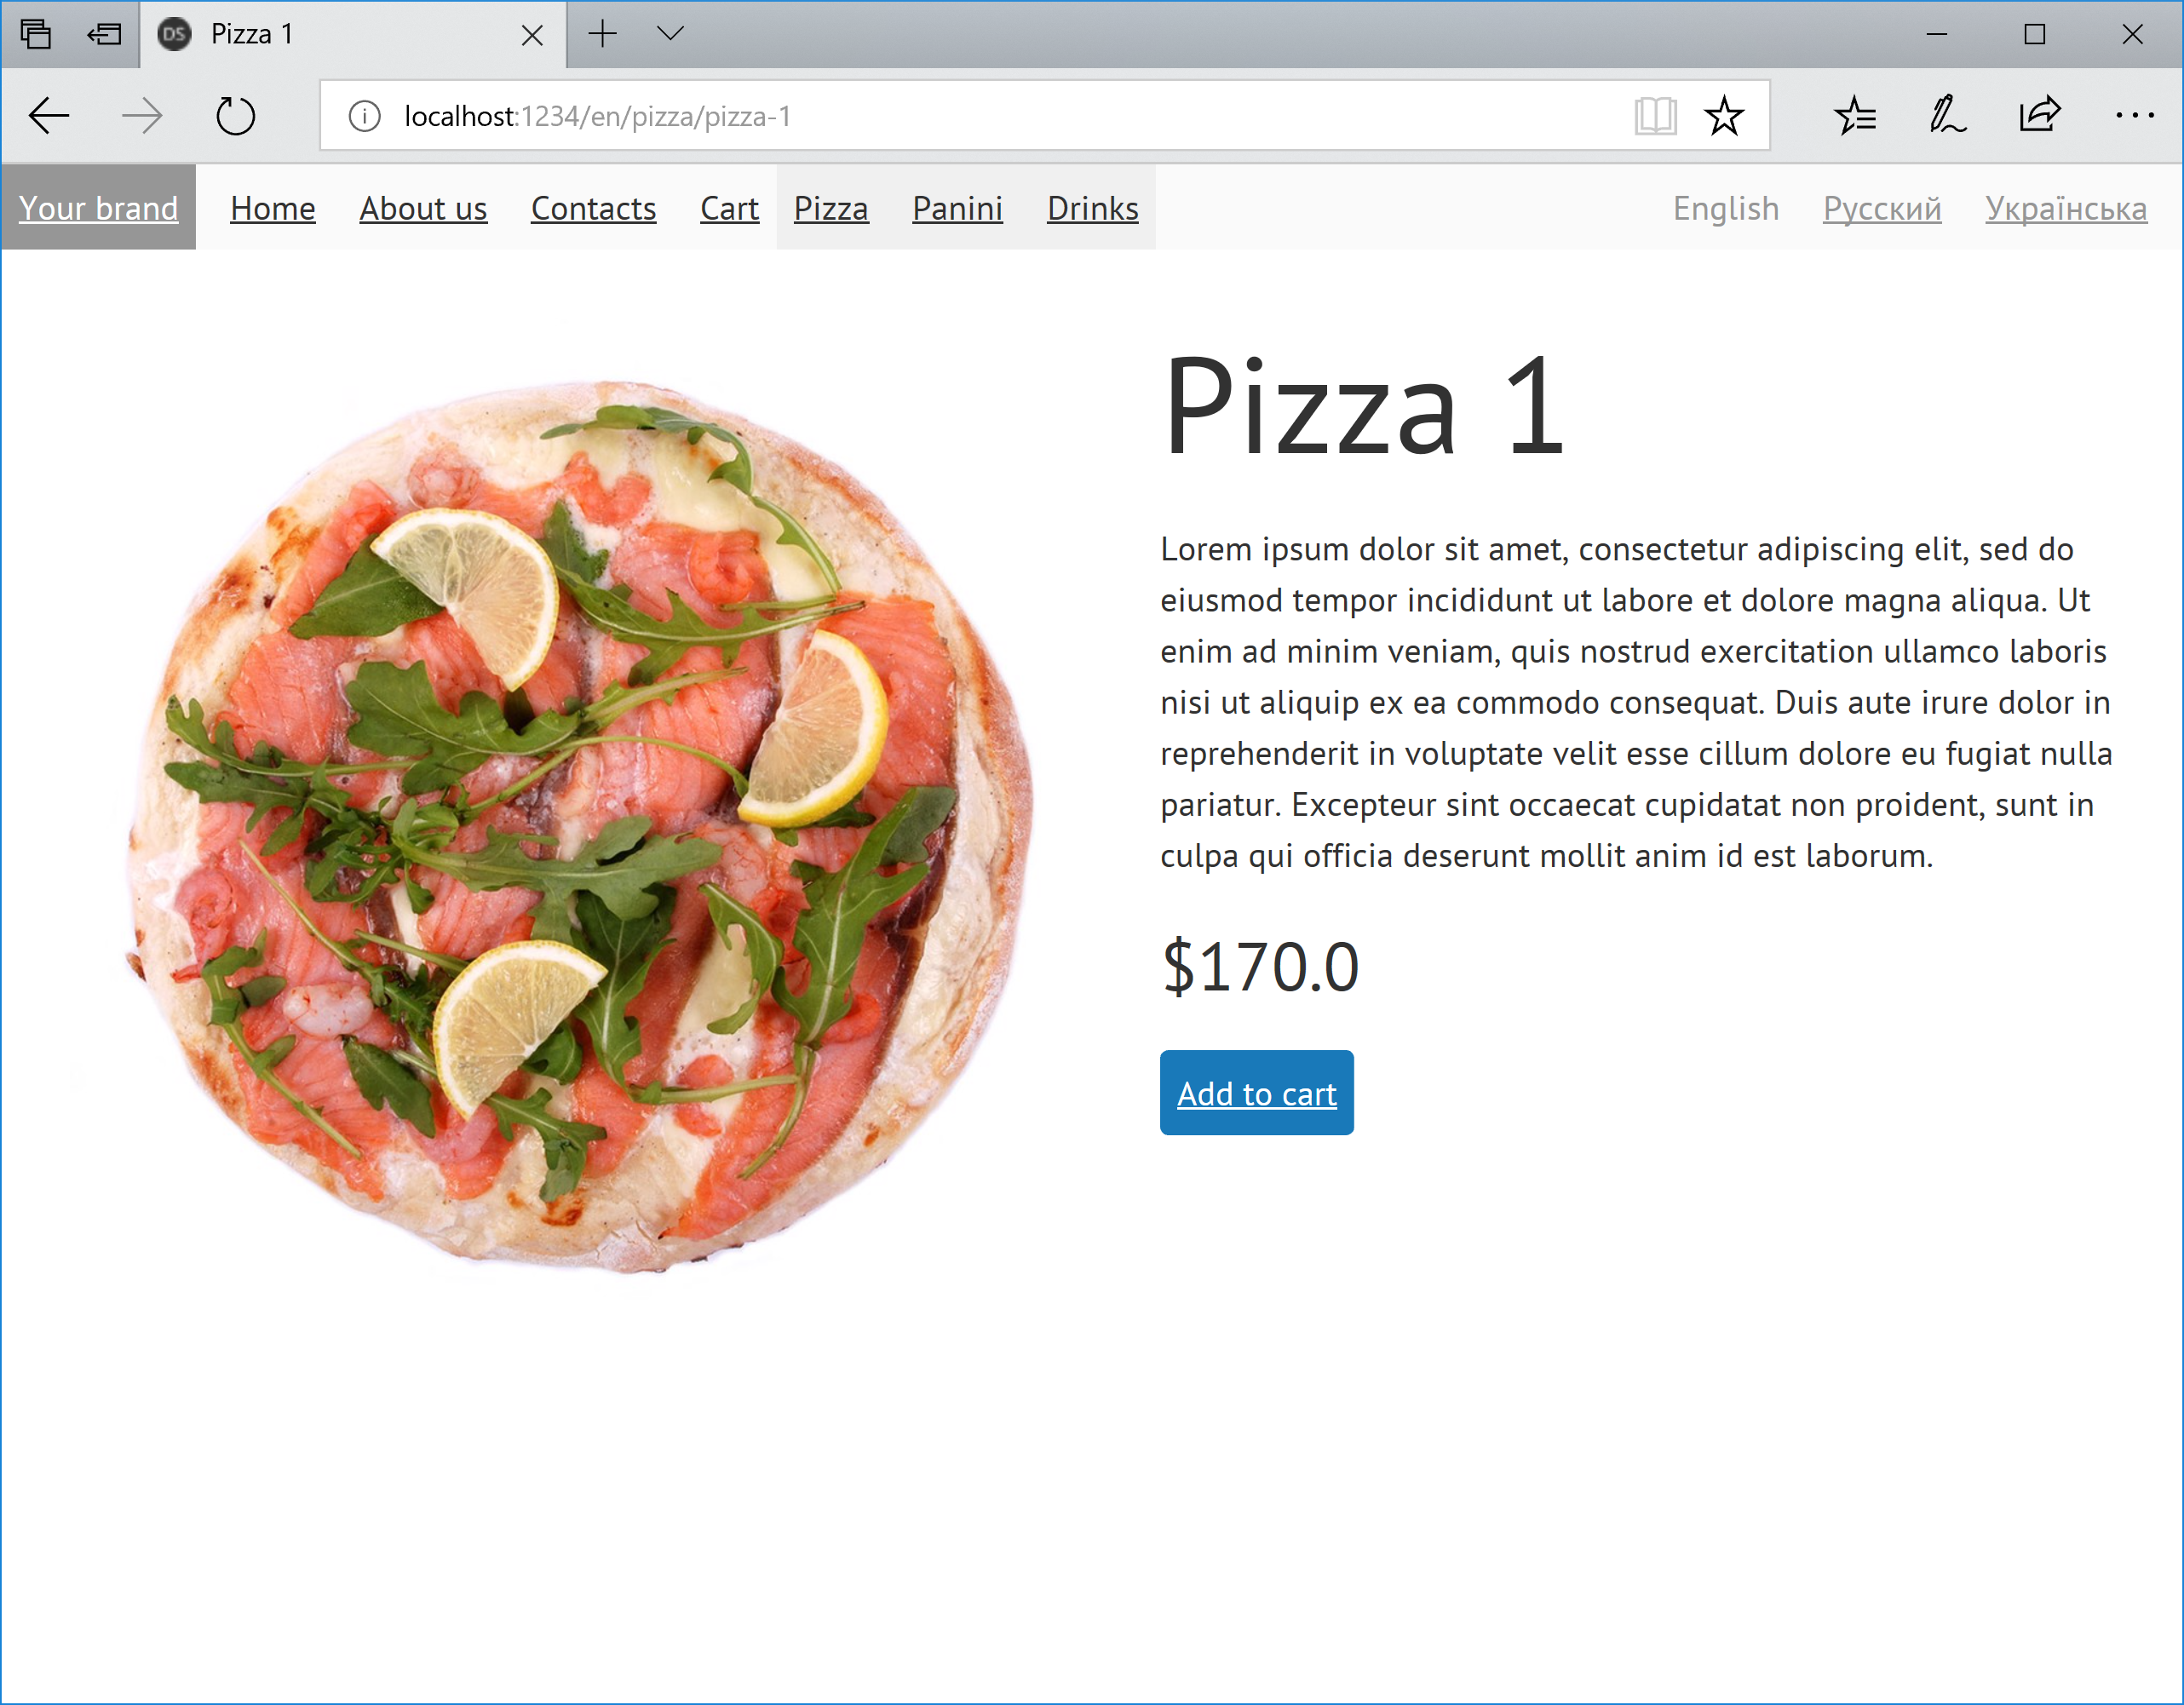 DS Pizza 1
localhost:1234/en/pizza/pizza-1
Your brand Home About us Contacts Cart Pizza Panini Drinks English Русский Українська
Pizza 1
Lorem ipsum dolor sit amet, consectetur adipiscing elit, sed do
eiusmod tempor incididunt ut labore et dolore magna aliqua. Ut
enim ad minim veniam, quis nostrud exercitation ullamco laboris
nisi ut aliquip ex ea commodo consequat. Duis aute irure dolor in
reprehenderit in voluptate velit esse cillum dolore eu fugiat nulla
pariatur. Excepteur sint occaecat cupidatat non proident, sunt in
culpa qui officia deserunt mollit anim id est laborum.
$170.0
Add to cart